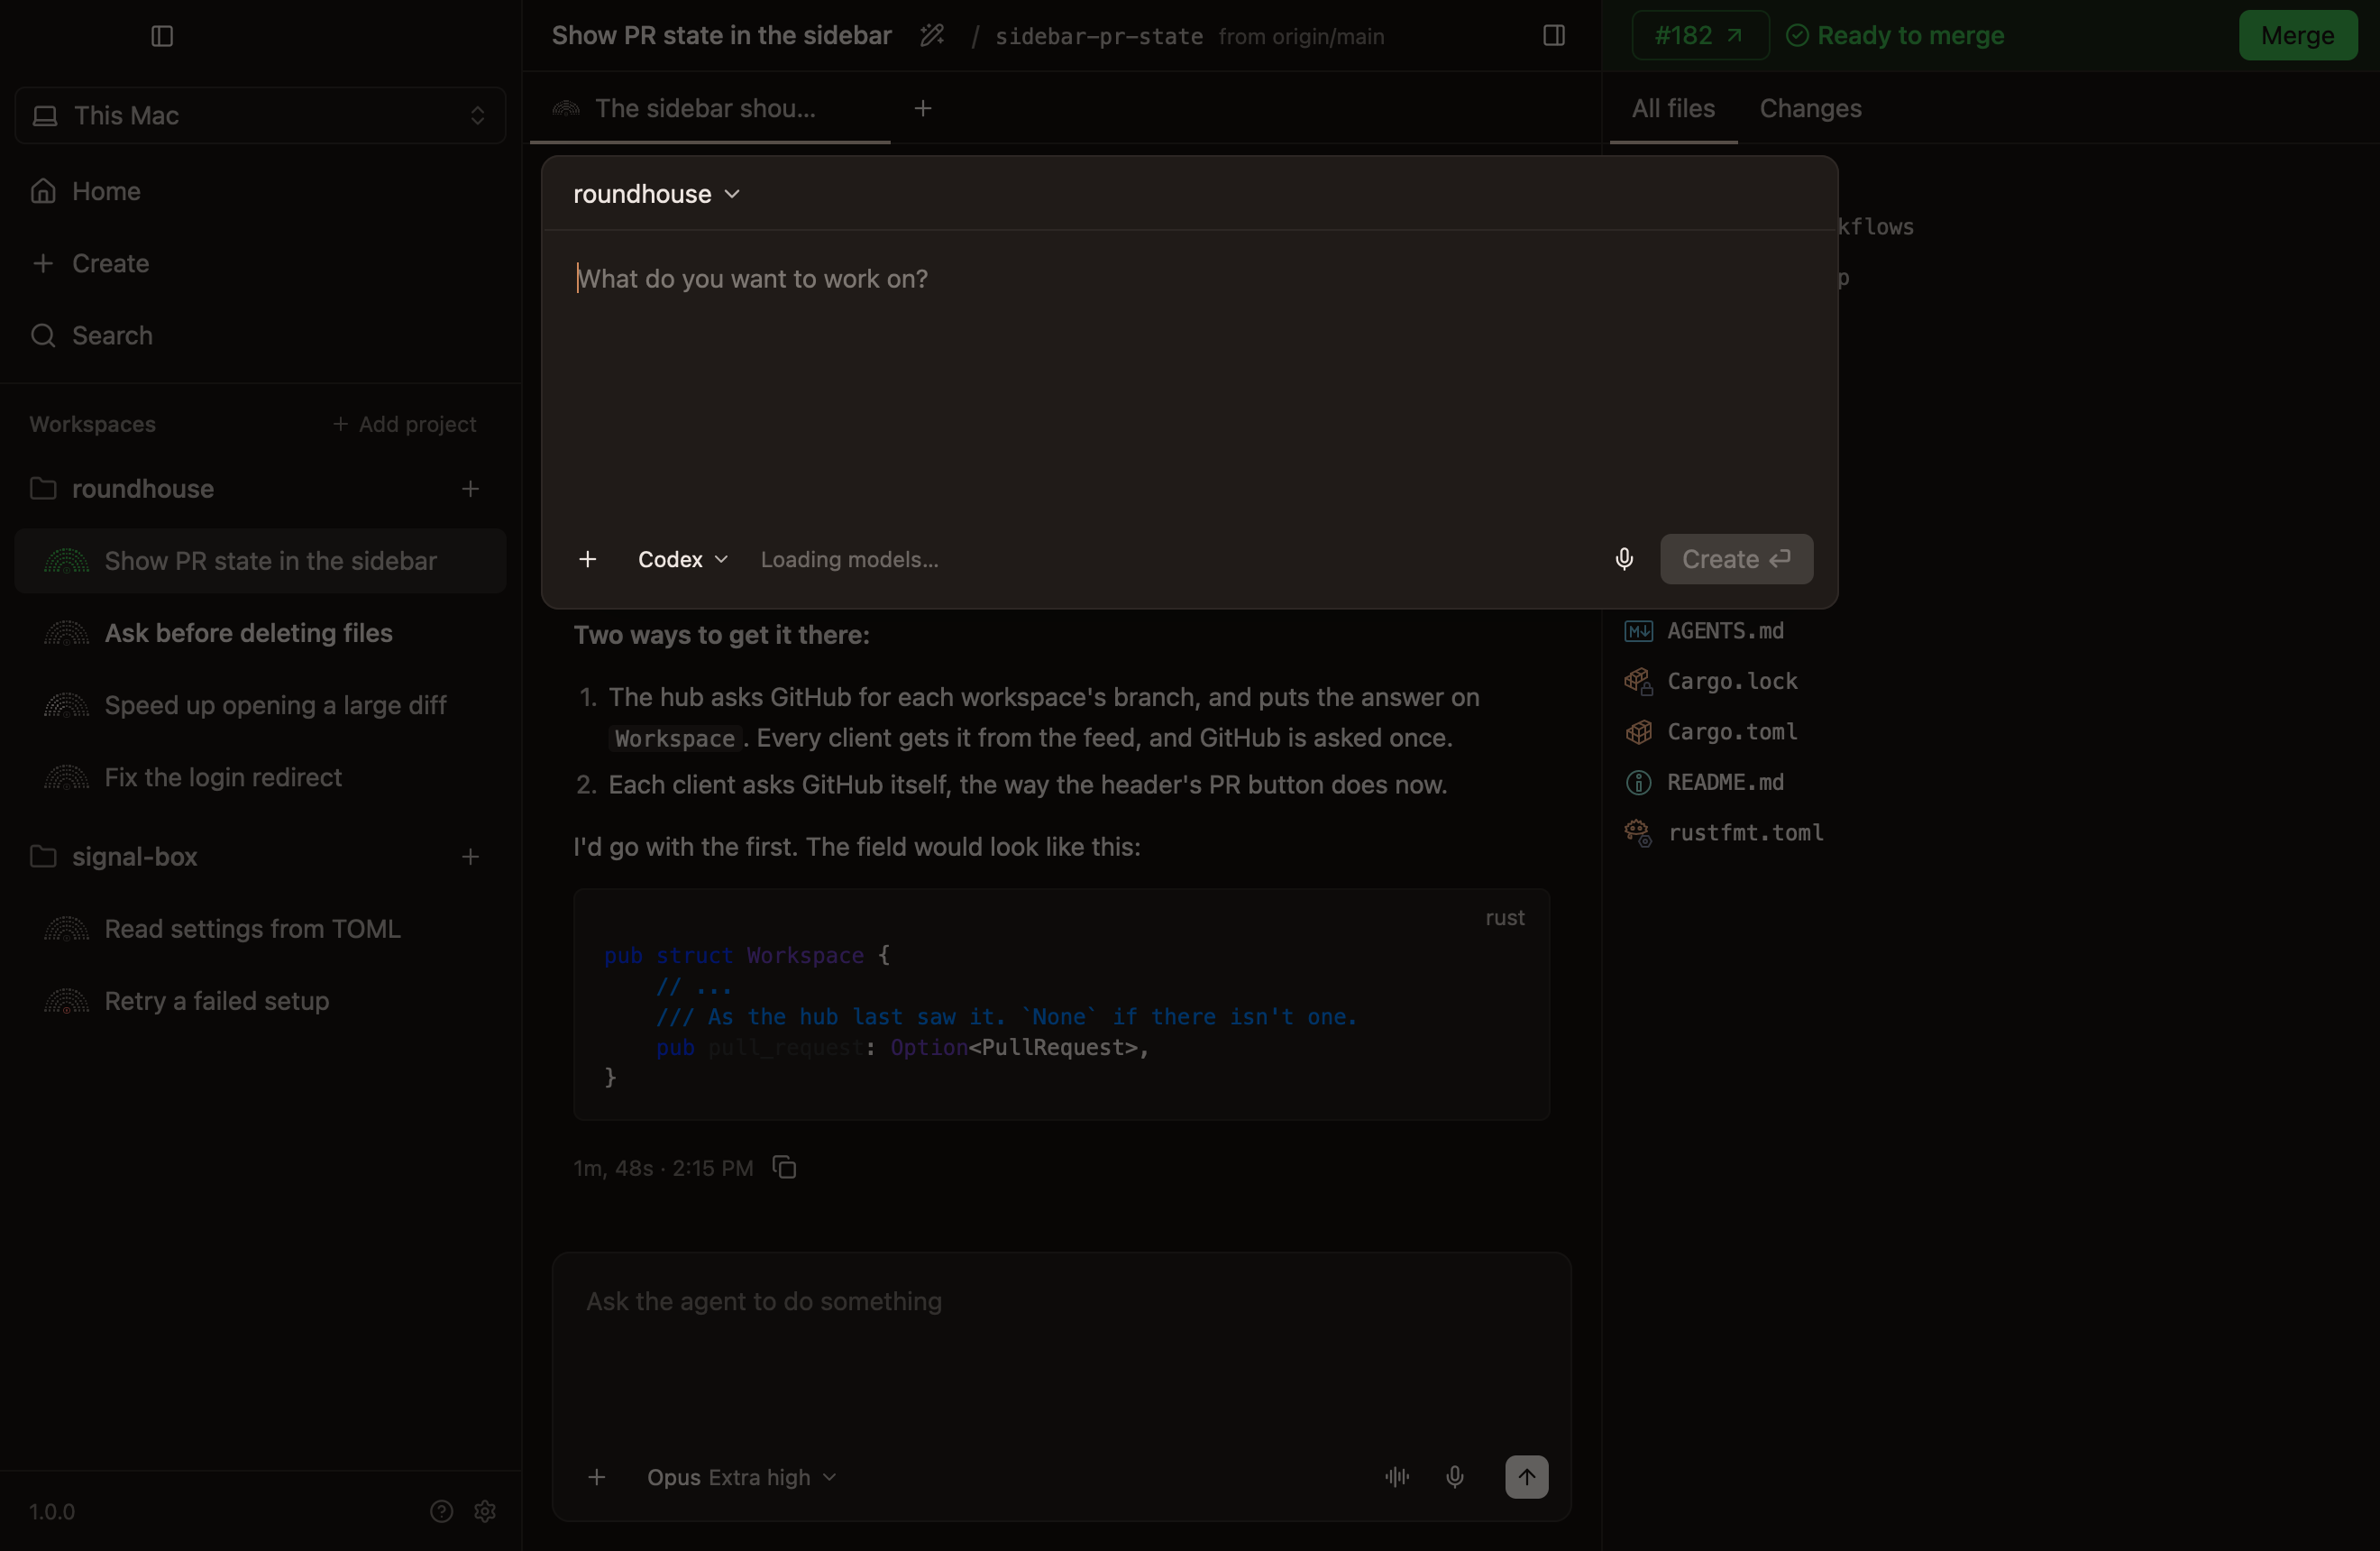 Show PR state in the sidebar / sidebar-pr-state from origin/main
#182 Ready to merge
Merge
This Mac
Home
Create
Search
Workspaces
Add project
roundhouse
Show PR state in the sidebar
Ask before deleting files
Speed up opening a large diff
Fix the login redirect
signal-box
Read settings from TOML
Retry a failed setup
1.0.0
The sidebar shou...
All files
Changes
roundhouse
What do you want to work on?
Codex
Loading models...
Create
Two ways to get it there:
1. The hub asks GitHub for each workspace's branch, and puts the answer on
Workspace. Every client gets it from the feed, and GitHub is asked once.
2. Each client asks GitHub itself, the way the header's PR button does now.
I'd go with the first. The field would look like this:
rust
pub struct Workspace {
// ...
/// As the hub last saw it. `None` if there isn't one.
pub pull_request: Option<PullRequest>,
}
1m, 48s · 2:15 PM
Ask the agent to do something
Opus Extra high
kflows
p
AGENTS.md
Cargo.lock
Cargo.toml
README.md
rustfmt.toml